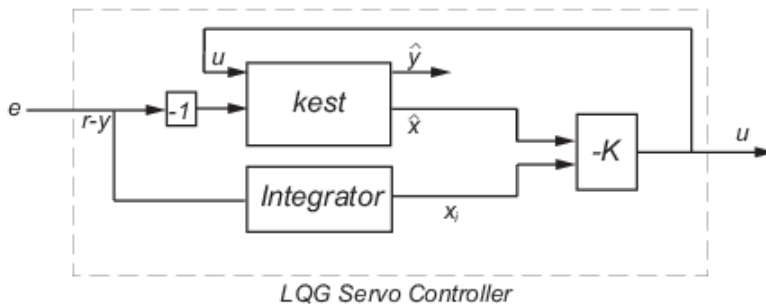 u
ŷ
kest
e
r-y
-1
x̂
u
-K
Integrator
xᵢ
LQG Servo Controller